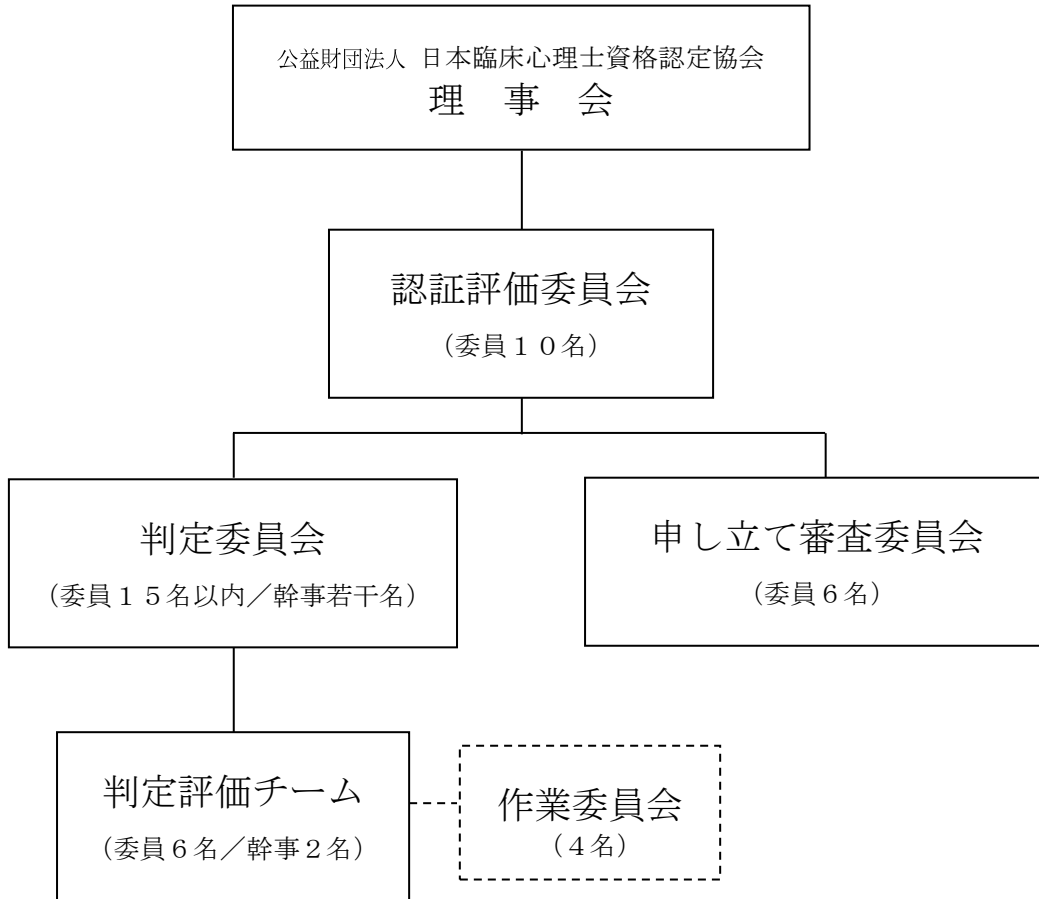 公益財団法人 日本臨床心理士資格認定協会
理 事 会
認証評価委員会
(委員10名)
判定委員会
(委員15名以内/幹事若干名)
申し立て審査委員会
(委員6名)
判定評価チーム
(委員6名/幹事2名)
作業委員会
(4名)